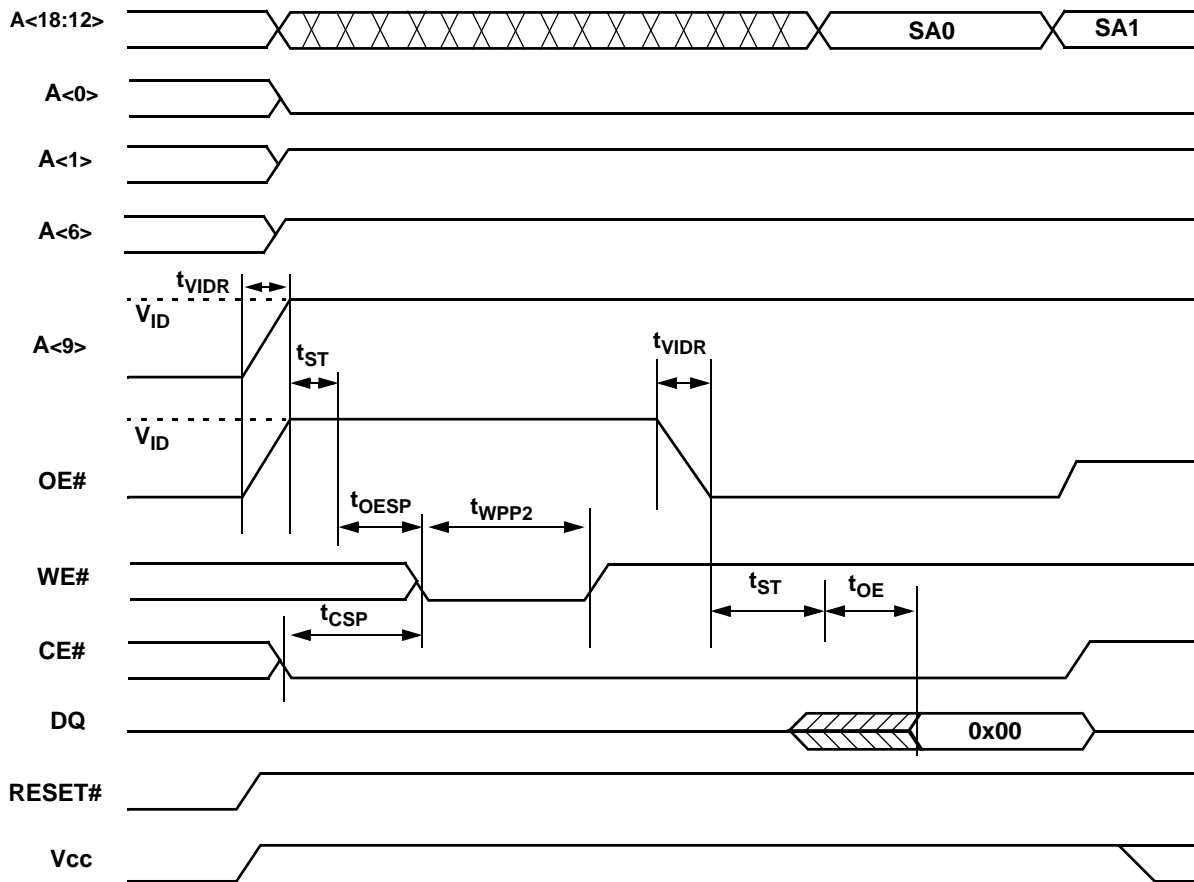 A<18:12>
SA0
SA1
A<0>
A<1>
A<6>
tVIDR
VID
A<9>
tST
tVIDR
VID
OE#
tOESP
tWPP2
WE#
tST
tOE
tCSP
CE#
DQ
0x00
RESET#
Vcc